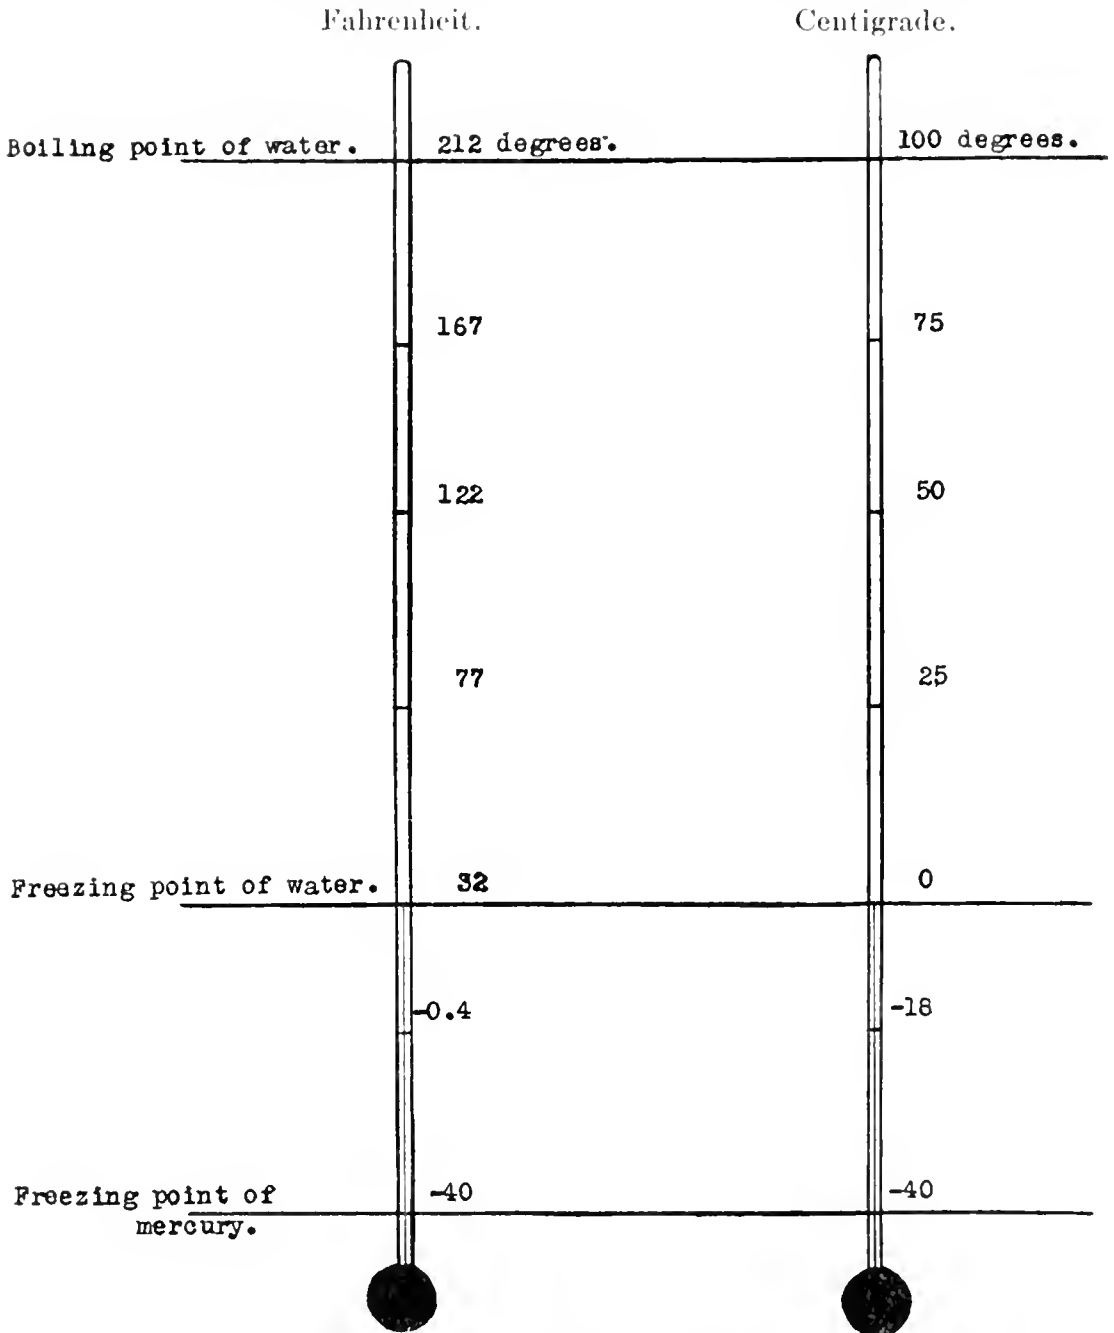 Fahrenheit. Centigrade.
Boiling point of water. 212 degrees. 100 degrees.
167 75
122 50
77 25
Freezing point of water. 32 0
-0.4 -18
Freezing point of -40 -40
mercury.